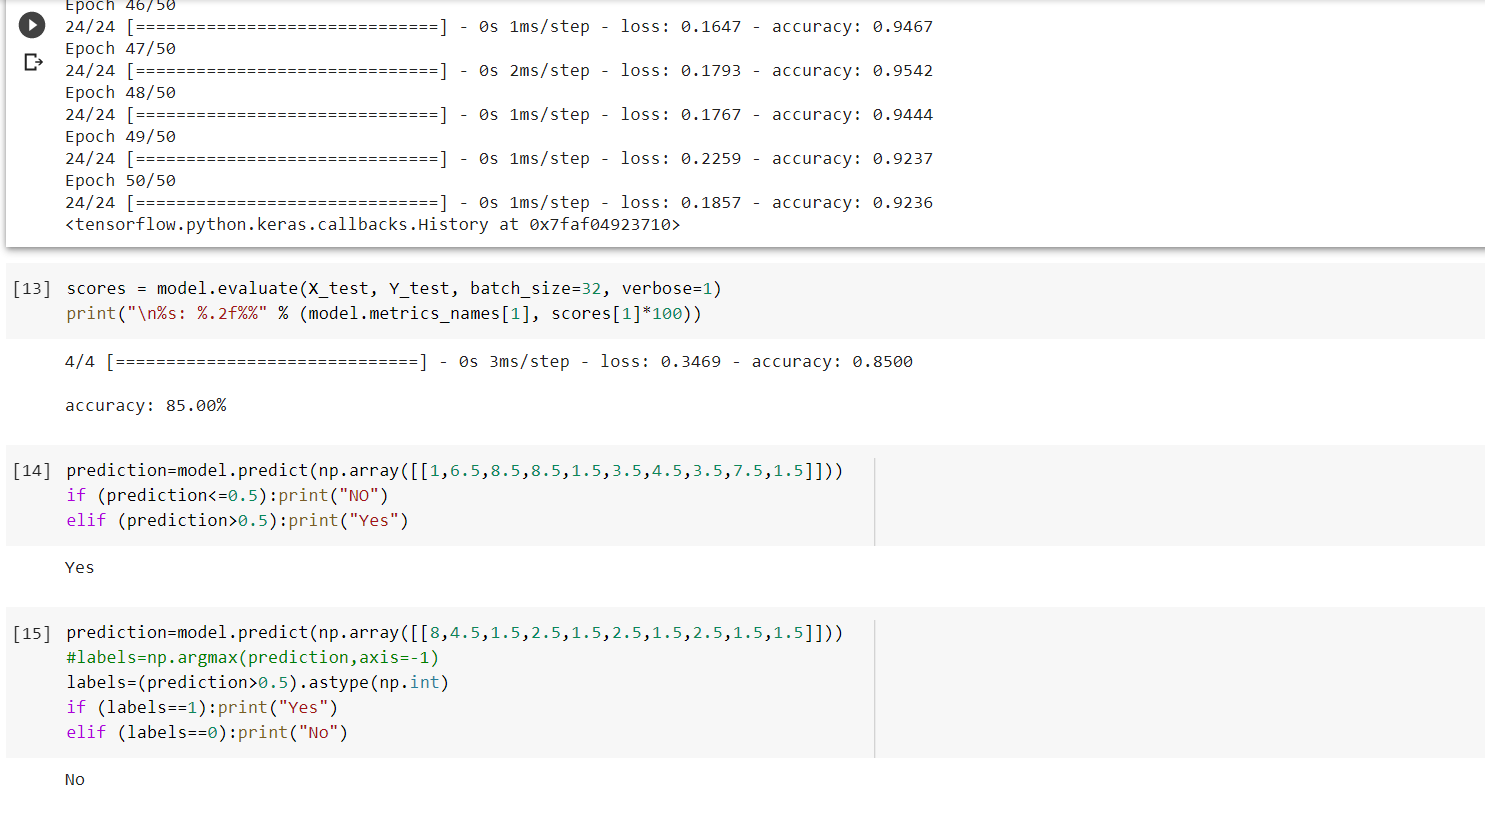 Epoch 46/50
24/24 [==============================] - 0s 1ms/step - loss: 0.1647 - accuracy: 0.9467
Epoch 47/50
24/24 [==============================] - 0s 2ms/step - loss: 0.1793 - accuracy: 0.9542
Epoch 48/50
24/24 [==============================] - 0s 1ms/step - loss: 0.1767 - accuracy: 0.9444
Epoch 49/50
24/24 [==============================] - 0s 1ms/step - loss: 0.2259 - accuracy: 0.9237
Epoch 50/50
24/24 [==============================] - 0s 1ms/step - loss: 0.1857 - accuracy: 0.9236
<tensorflow.python.keras.callbacks.History at 0x7faf04923710>
[13] scores = model.evaluate(X_test, Y_test, batch_size=32, verbose=1)
print("\n%s: %.2f%%" % (model.metrics_names[1], scores[1]*100))
4/4 [==============================] - 0s 3ms/step - loss: 0.3469 - accuracy: 0.8500
accuracy: 85.00%
[14] prediction=model.predict(np.array([[1,6.5,8.5,8.5,1.5,3.5,4.5,3.5,7.5,1.5]]))
if (prediction<=0.5):print("NO")
elif (prediction>0.5):print("Yes")
Yes
[15] prediction=model.predict(np.array([[8,4.5,1.5,2.5,1.5,2.5,1.5,2.5,1.5,1.5]]))
#labels=np.argmax(prediction,axis=-1)
labels=(prediction>0.5).astype(np.int)
if (labels==1):print("Yes")
elif (labels==0):print("No")
No